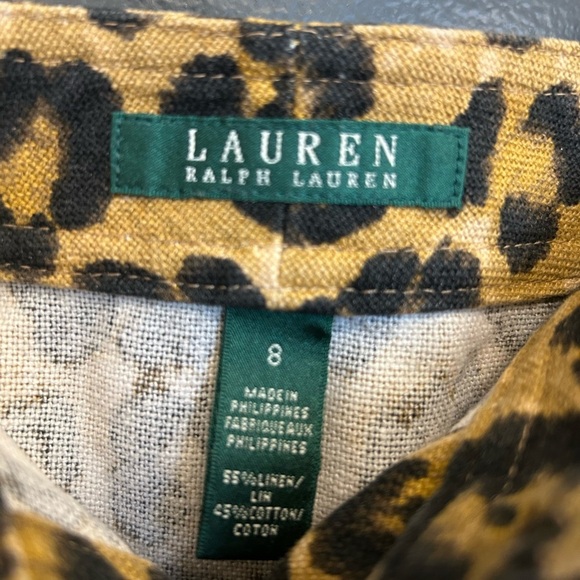 LAUREN
RALPH LAUREN
8
MADE IN
PHILIPPINES
FABRIQUE AUX
PHILIPPINES
55%LINEN/
LIN
45%COTTON/
COTON